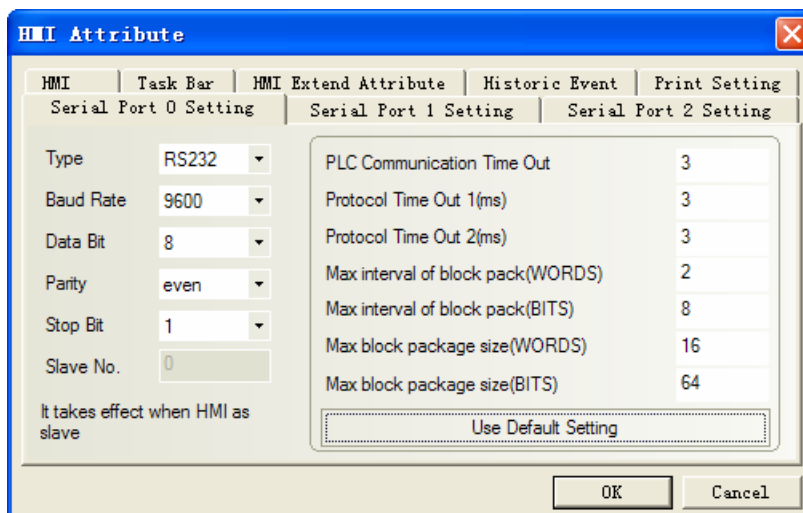 HMI Attribute
HMI
Task Bar
HMI Extend Attribute
Historic Event
Print Setting
Serial Port 0 Setting
Serial Port 1 Setting
Serial Port 2 Setting
Type
RS232
Baud Rate
9600
Data Bit
8
Parity
even
Stop Bit
1
Slave No.
0
It takes effect when HMI as
slave
PLC Communication Time Out
3
Protocol Time Out 1(ms)
3
Protocol Time Out 2(ms)
3
Max interval of block pack(WORDS)
2
Max interval of block pack(BITS)
8
Max block package size(WORDS)
16
Max block package size(BITS)
64
Use Default Setting
OK
Cancel